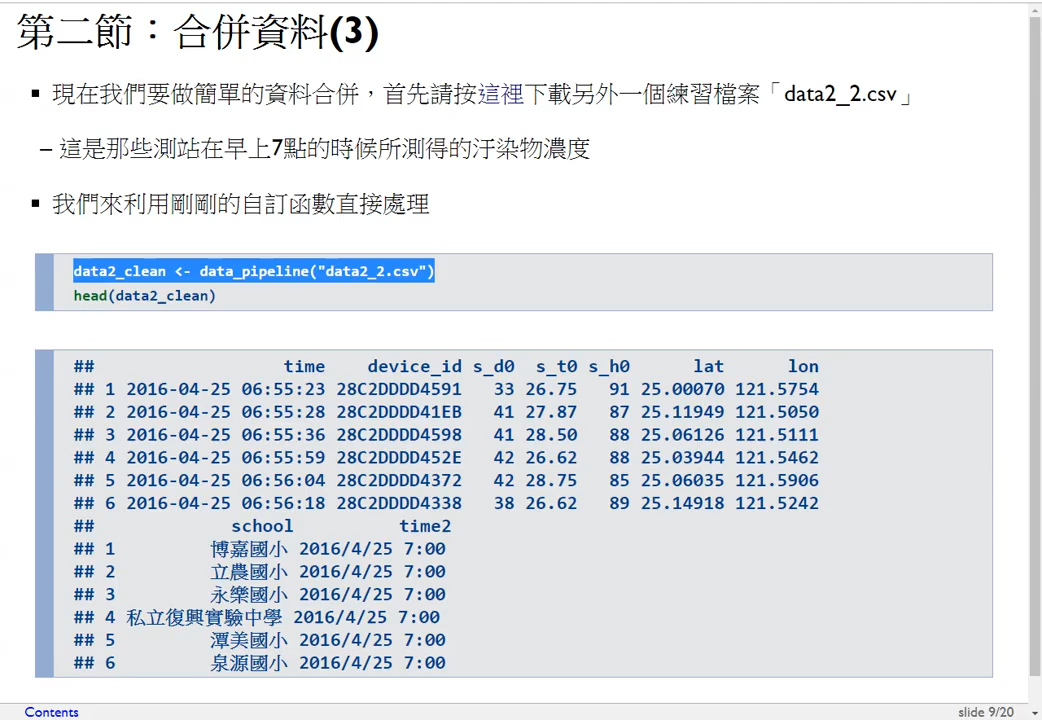 第二節：合併資料(3)
▪ 現在我們要做簡單的資料合併，首先請按這裡下載另外一個練習檔案「data2_2.csv」
– 這是那些測站在早上7點的時候所測得的汙染物濃度
▪ 我們來利用剛剛的自訂函數直接處理
data2_clean <- data_pipeline("data2_2.csv")
head(data2_clean)
## time device_id s_d0 s_t0 s_h0 lat lon
## 1 2016-04-25 06:55:23 28C2DDDD4591 33 26.75 91 25.00070 121.5754
## 2 2016-04-25 06:55:28 28C2DDDD41EB 41 27.87 87 25.11949 121.5050
## 3 2016-04-25 06:55:36 28C2DDDD4598 41 28.50 88 25.06126 121.5111
## 4 2016-04-25 06:55:59 28C2DDDD452E 42 26.62 88 25.03944 121.5462
## 5 2016-04-25 06:56:04 28C2DDDD4372 42 28.75 85 25.06035 121.5906
## 6 2016-04-25 06:56:18 28C2DDDD4338 38 26.62 89 25.14918 121.5242
## school time2
## 1 博嘉國小 2016/4/25 7:00
## 2 立農國小 2016/4/25 7:00
## 3 永樂國小 2016/4/25 7:00
## 4 私立復興實驗中學 2016/4/25 7:00
## 5 潭美國小 2016/4/25 7:00
## 6 泉源國小 2016/4/25 7:00
Contents
slide 9/20